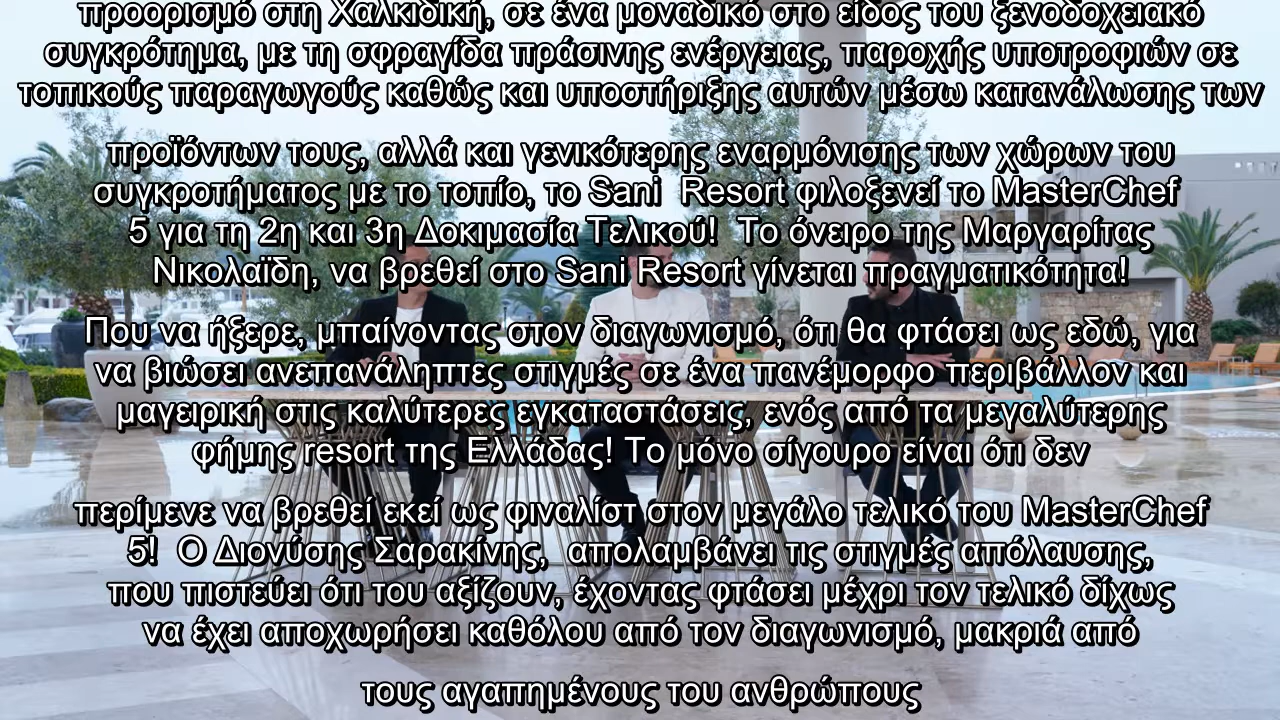 προορισμό στη Χαλκιδική, σε ένα μοναδικό στο είδος του ξενοδοχειακό
συγκρότημα, με τη σφραγίδα πράσινης ενέργειας, παροχής υποτροφιών σε
τοπικούς παραγωγούς καθώς και υποστήριξης αυτών μέσω κατανάλωσης των
προϊόντων τους, αλλά και γενικότερης εναρμόνισης των χώρων του
συγκροτήματος με το τοπίο, το Sani Resort φιλοξενεί το MasterChef
5 για τη 2η και 3η Δοκιμασία Τελικού! Το όνειρο της Μαργαρίτας
Νικολαΐδη, να βρεθεί στο Sani Resort γίνεται πραγματικότητα!
Που να ήξερε, μπαίνοντας στον διαγωνισμό, ότι θα φτάσει ως εδώ, για
να βιώσει ανεπανάληπτες στιγμές σε ένα πανέμορφο περιβάλλον και
μαγειρική στις καλύτερες εγκαταστάσεις, ενός από τα μεγαλύτερης
φήμης resort της Ελλάδας! Το μόνο σίγουρο είναι ότι δεν
περίμενε να βρεθεί εκεί ως φιναλίστ στον μεγάλο τελικό του MasterChef
5! Ο Διονύσης Σαρακίνης, απολαμβάνει τις στιγμές απόλαυσης,
που πιστεύει ότι του αξίζουν, έχοντας φτάσει μέχρι τον τελικό δίχως
να έχει αποχωρήσει καθόλου από τον διαγωνισμό, μακριά από
τους αγαπημένους του ανθρώπους